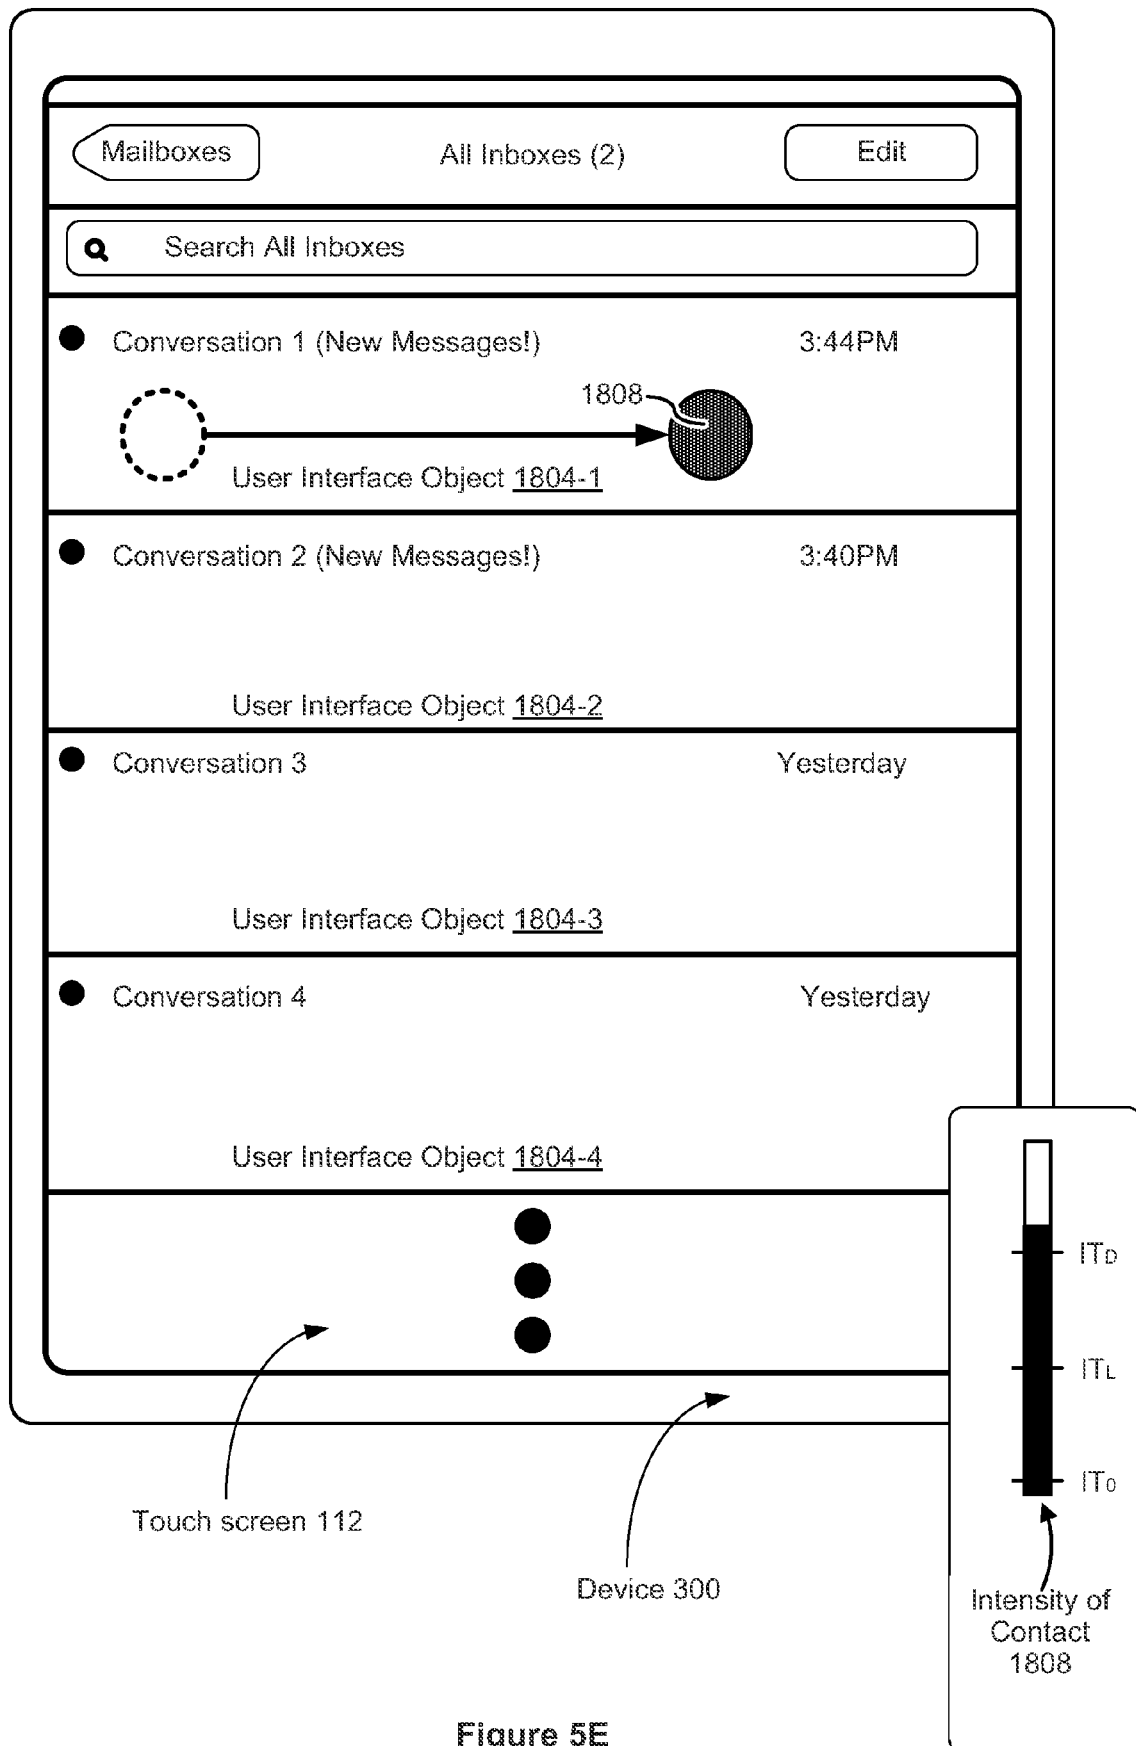 Mailboxes All Inboxes (2) Edit
Search All Inboxes
Conversation 1 (New Messages!) 3:44PM
1808
User Interface Object 1804-1
Conversation 2 (New Messages!) 3:40PM
User Interface Object 1804-2
Conversation 3 Yesterday
User Interface Object 1804-3
Conversation 4 Yesterday
User Interface Object 1804-4
ITD
ITL
IT0
Touch screen 112
Device 300
Intensity of
Contact
1808
Figure 5E